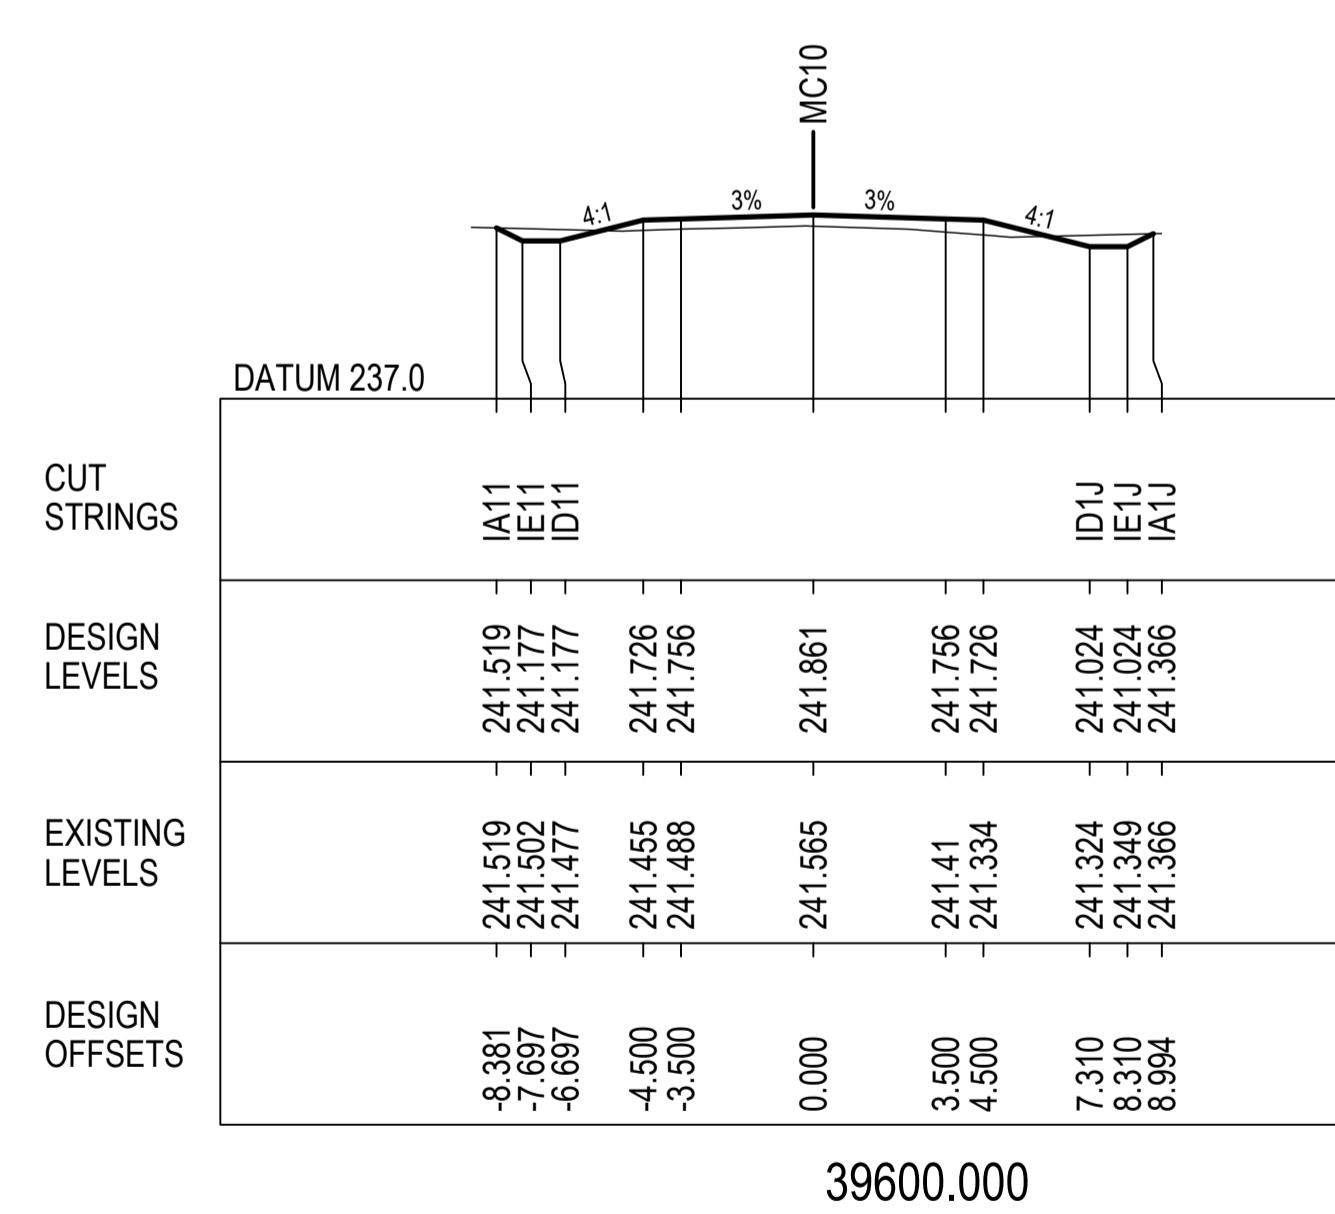 MC10
4:1 3% 3% 4:1
DATUM 237.0
CUT
STRINGS
IA11 IE11 ID11 ID1J IE1J IA1J
DESIGN
LEVELS
241.519 241.177 241.177 241.726 241.756 241.861 241.756 241.726 241.024 241.024 241.366
EXISTING
LEVELS
241.519 241.502 241.477 241.455 241.488 241.565 241.41 241.334 241.324 241.349 241.366
DESIGN
OFFSETS
-8.381 -7.697 -6.697 -4.500 -3.500 0.000 3.500 4.500 7.310 8.310 8.994
39600.000